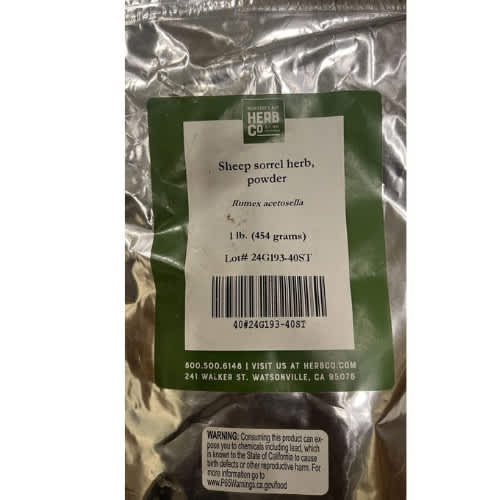 MONTEREY BAY
HERB
CO
Sheep sorrel herb,
powder
Rumex acetosella
1 lb. (454 grams)
Lot# 24G193-40ST
40#24G193-40ST
800.500.6148 | VISIT US AT HERBCO.COM
241 WALKER ST. WATSONVILLE, CA 95076
WARNING: Consuming this product can ex-
pose you to chemicals including lead, which
is known to the State of California to cause
birth defects or other reproductive harm. For
more information go to
www.P65Warnings.ca.gov/food